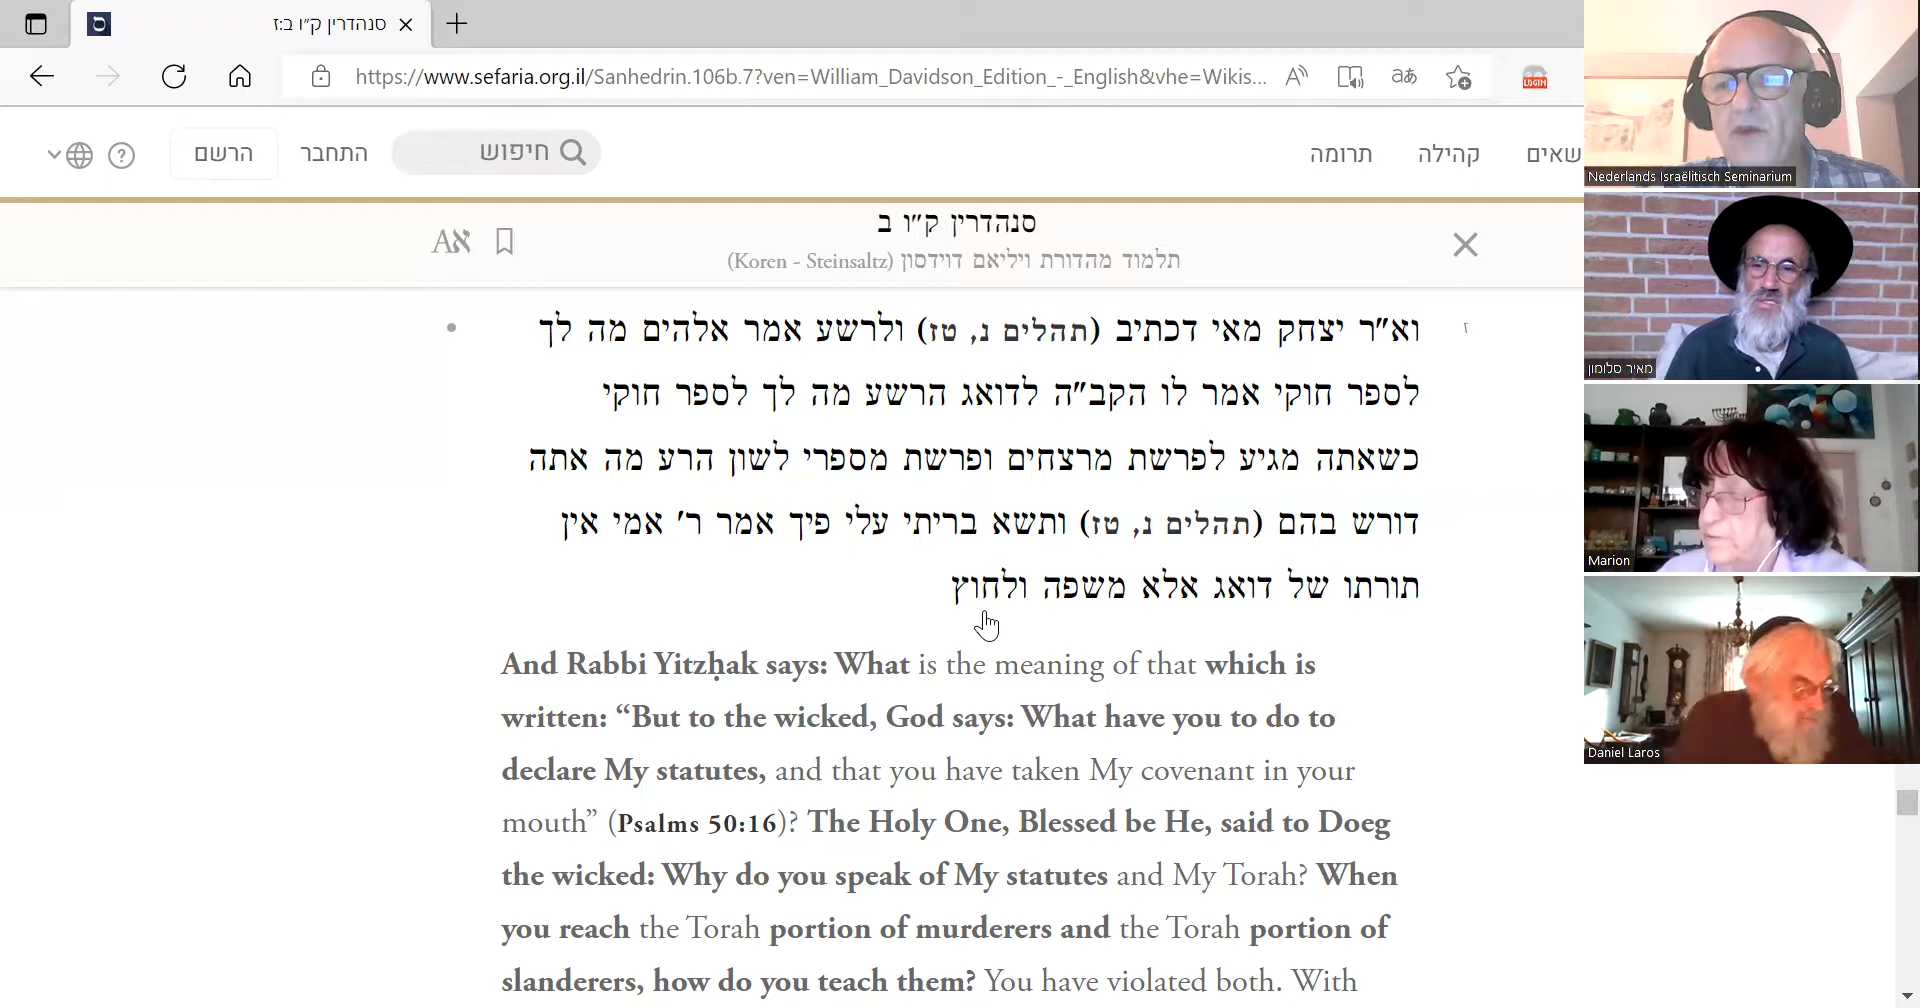 סנהדרין ק״ו ב:ז
https://www.sefaria.org.il/Sanhedrin.106b.7?ven=William_Davidson_Edition_-_English&vhe=Wikis...
LOGIN
הרשם
התחבר
חיפוש
תרומה
קהילה
שאים
סנהדרין ק״ו ב
תלמוד מהדורת ויליאם דוידסון (Koren - Steinsaltz)
Aא
ז
וא״ר יצחק מאי דכתיב (תהלים נ, טז) ולרשע אמר אלהים מה לך
לספר חוקי אמר לו הקב״ה לדואג הרשע מה לך לספר חוקי
כשאתה מגיע לפרשת מרצחים ופרשת מספרי לשון הרע מה אתה
דורש בהם (תהלים נ, טז) ותשא בריתי עלי פיך אמר ר׳ אמי אין
תורתו של דואג אלא משפה ולחוץ
And Rabbi Yitzḥak says: What is the meaning of that which is
written: “But to the wicked, God says: What have you to do to
declare My statutes, and that you have taken My covenant in your
mouth” (Psalms 50:16)? The Holy One, Blessed be He, said to Doeg
the wicked: Why do you speak of My statutes and My Torah? When
you reach the Torah portion of murderers and the Torah portion of
slanderers, how do you teach them? You have violated both. With
Nederlands Israëlitisch Seminarium
מאיר סלומון
Marion
Daniel Laros